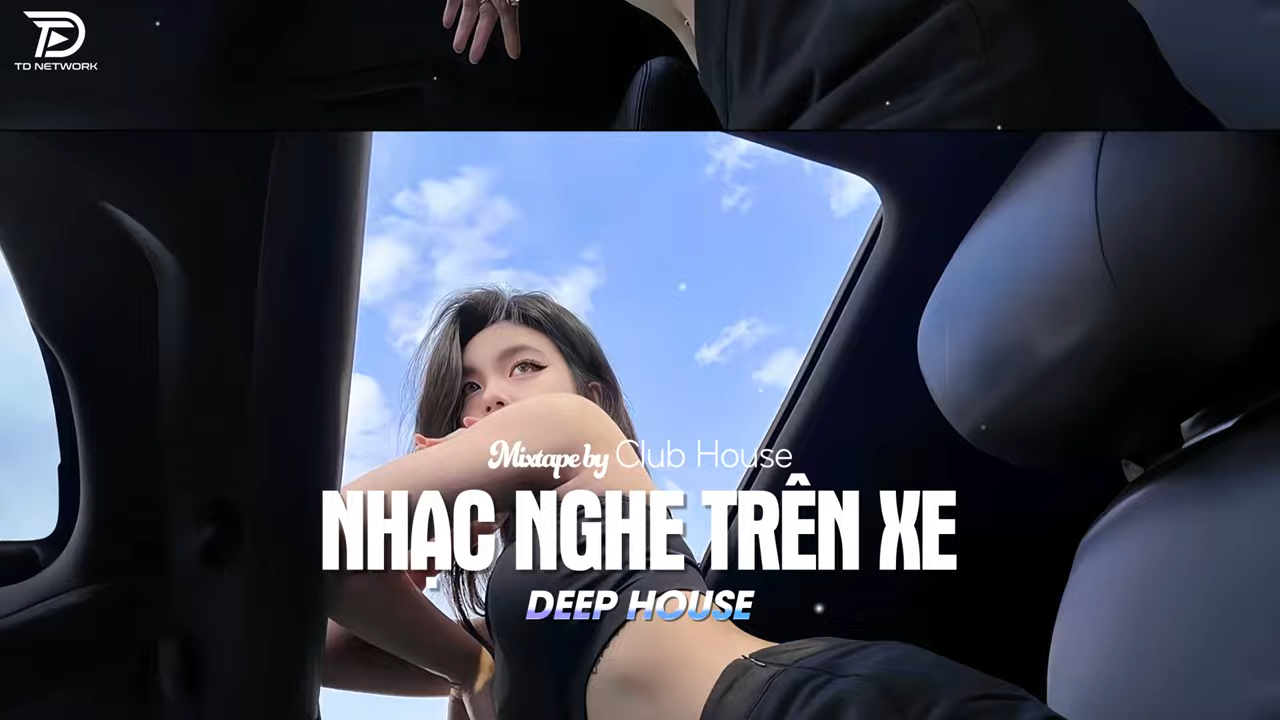 TD NETWORK
Mixtape by Club House
NHẠC NGHE TRÊN XE
DEEP HOUSE